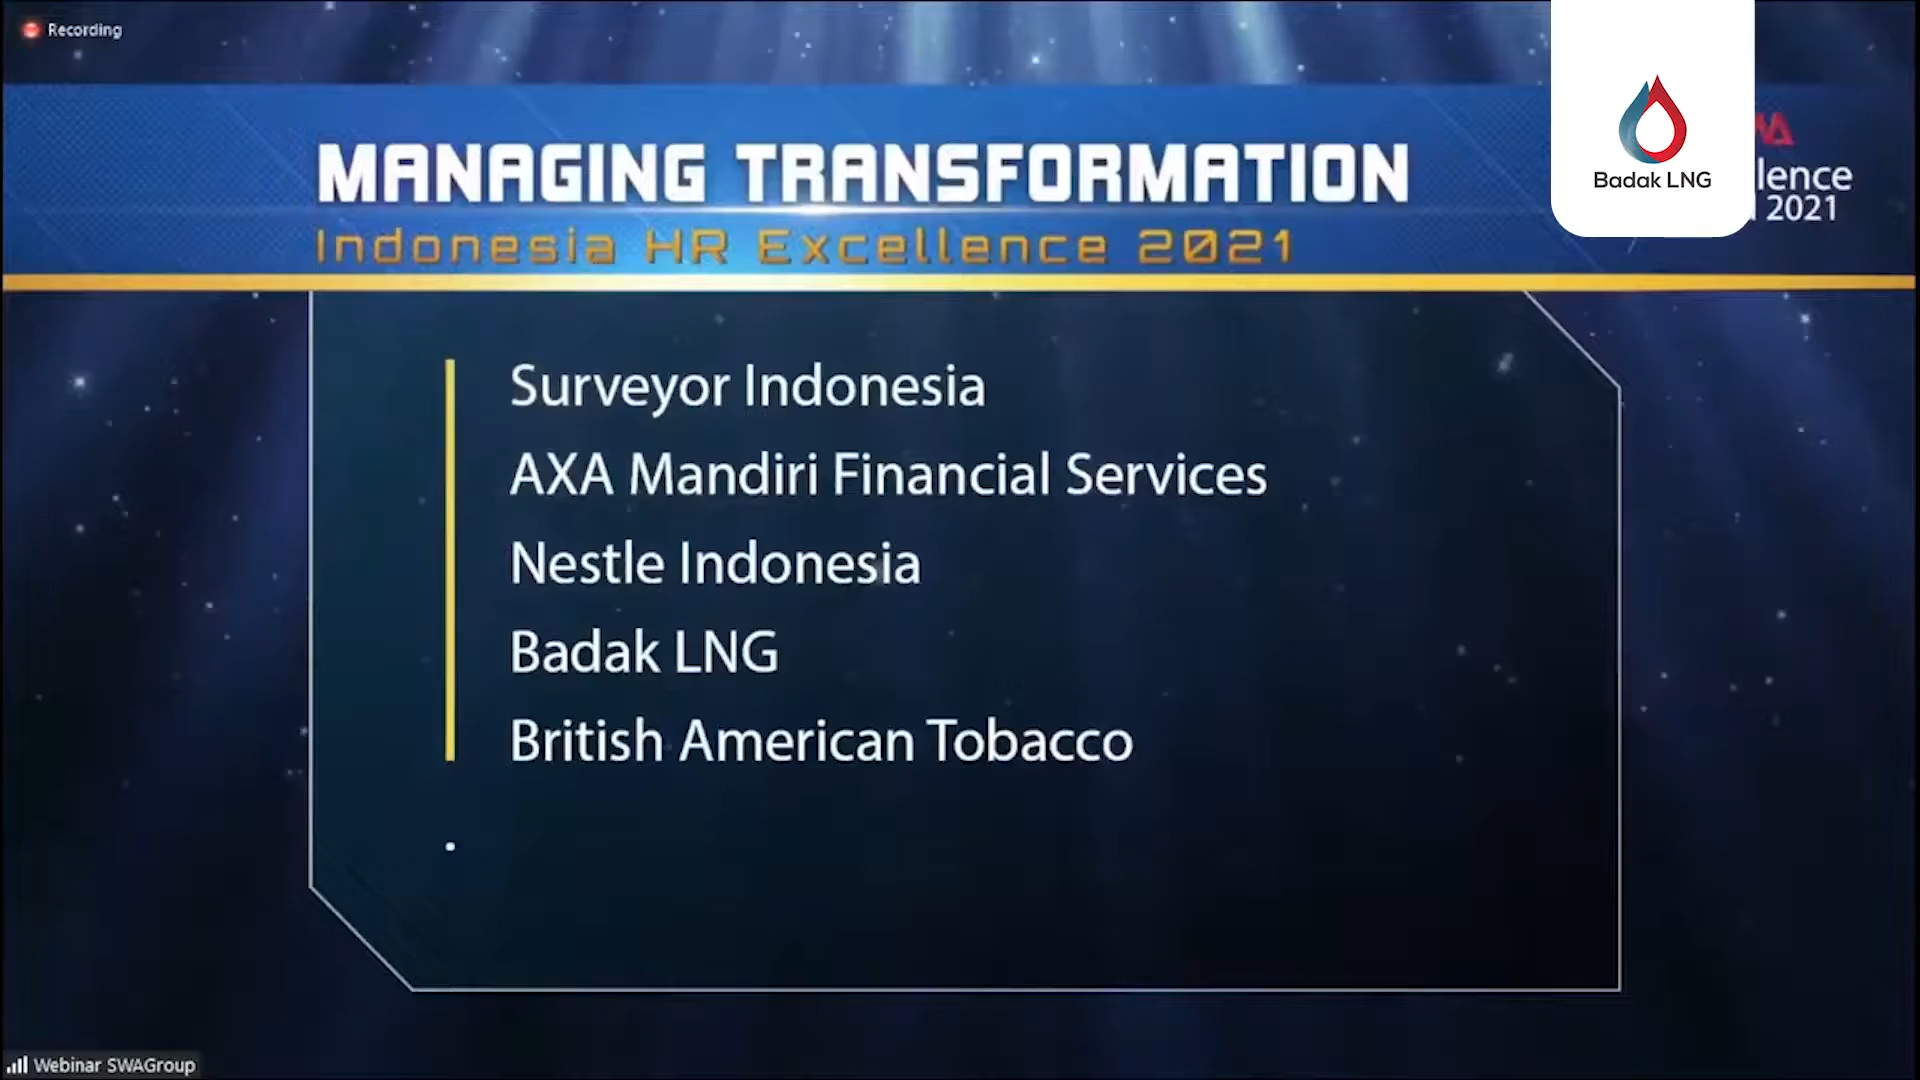 Recording
MANAGING TRANSFORMATION
Indonesia HR Excellence 2021
Badak LNG
2021
Surveyor Indonesia
AXA Mandiri Financial Services
Nestle Indonesia
Badak LNG
British American Tobacco
Webinar SWAGroup